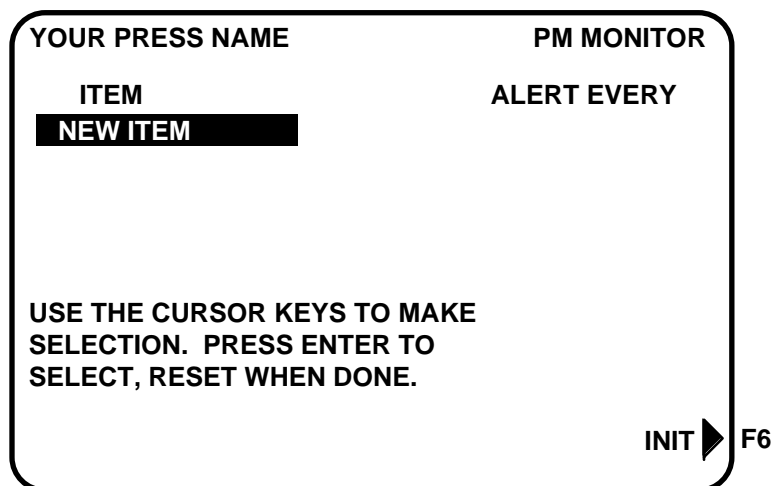 YOUR PRESS NAME PM MONITOR
ITEM ALERT EVERY
NEW ITEM
USE THE CURSOR KEYS TO MAKE
SELECTION. PRESS ENTER TO
SELECT, RESET WHEN DONE.
INIT F6